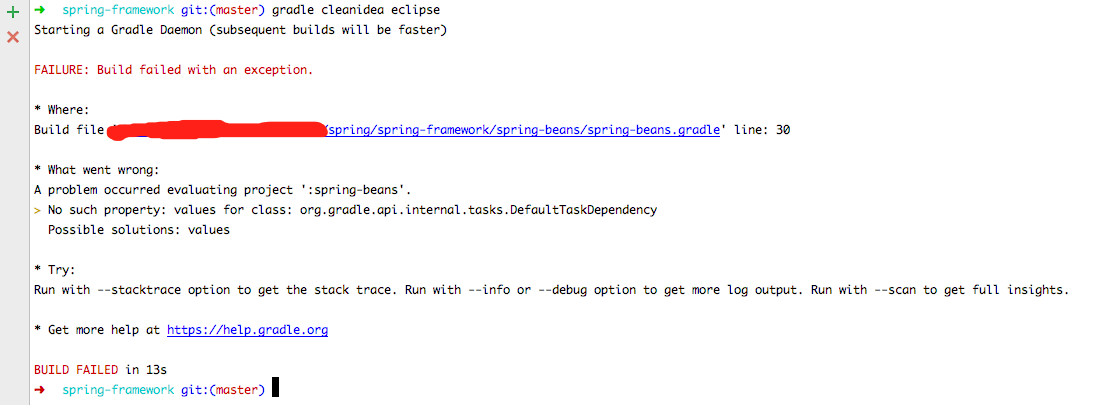 ➜ spring-framework git:(master) gradle cleanidea eclipse
Starting a Gradle Daemon (subsequent builds will be faster)
FAILURE: Build failed with an exception.
* Where:
Build file /spring/spring-framework/spring-beans/spring-beans.gradle' line: 30
* What went wrong:
A problem occurred evaluating project ':spring-beans'.
> No such property: values for class: org.gradle.api.internal.tasks.DefaultTaskDependency
Possible solutions: values
* Try:
Run with --stacktrace option to get the stack trace. Run with --info or --debug option to get more log output. Run with --scan to get full insights.
* Get more help at https://help.gradle.org
BUILD FAILED in 13s
➜ spring-framework git:(master)